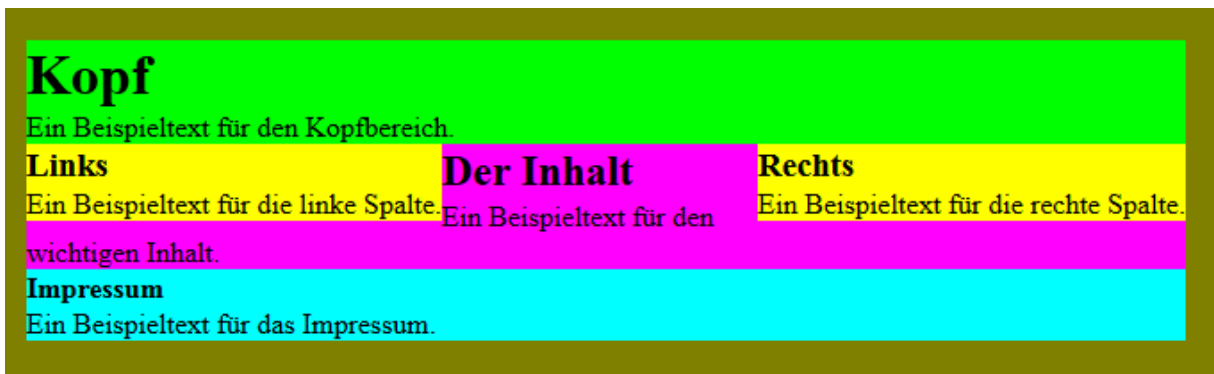 Kopf
Ein Beispieltext für den Kopfbereich.
Links
Ein Beispieltext für die linke Spalte.
Der Inhalt
Ein Beispieltext für den
wichtigen Inhalt.
Rechts
Ein Beispieltext für die rechte Spalte.
Impressum
Ein Beispieltext für das Impressum.